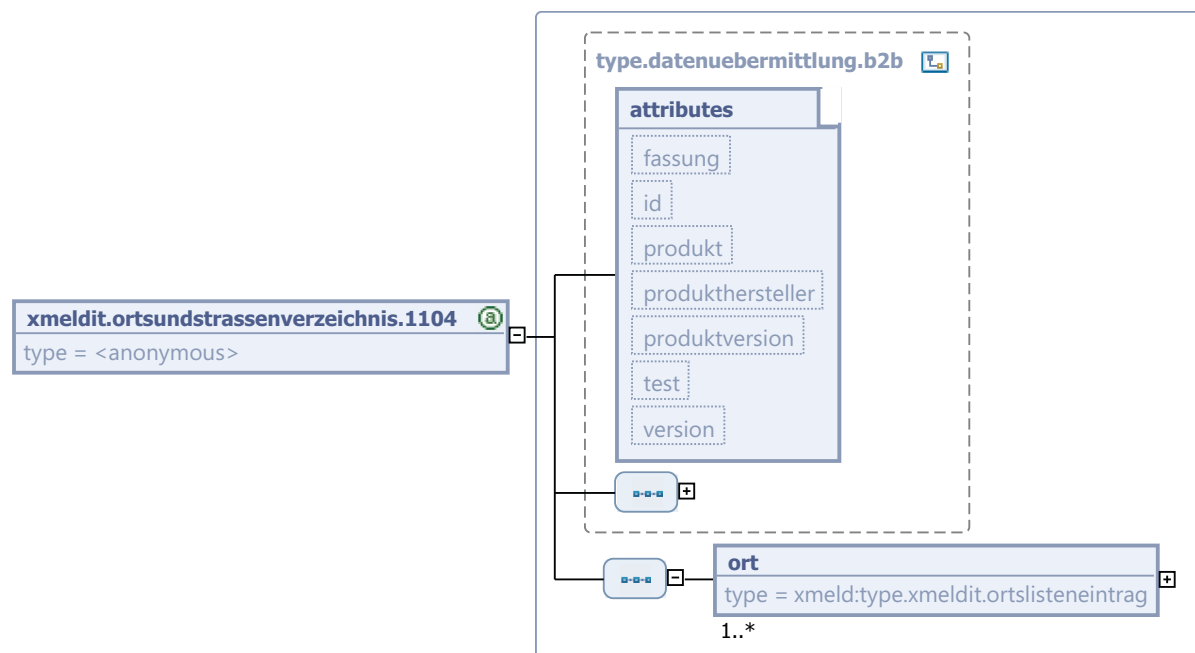 type.datenuebermittlung.b2b
attributes
fassung
id
produkt
produkthersteller
produktversion
test
version
xmeldit.ortsundstrassenverzeichnis.1104 a
type = <anonymous>
ort
type = xmeld:type.xmeldit.ortslisteneintrag
1..*